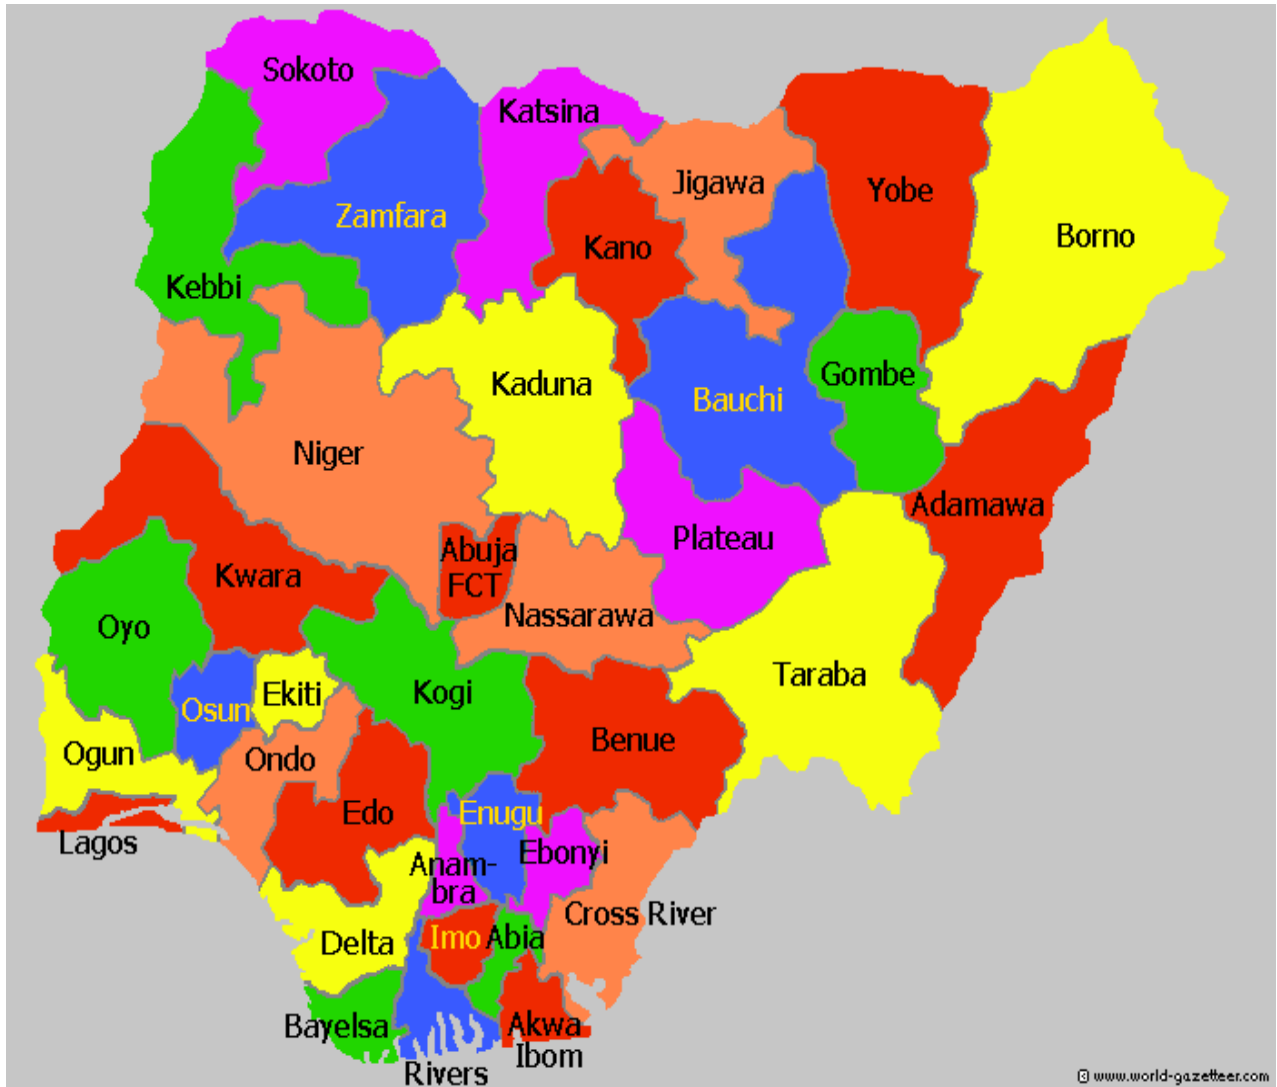 Sokoto
Katsina
Jigawa
Yobe
Zamfara
Borno
Kano
Kebbi
Gombe
Kaduna
Bauchi
Niger
Adamawa
Plateau
Abuja
FCT
Kwara
Nassarawa
Oyo
Taraba
Kogi
Ekiti
Osun
Benue
Ogun
Ondo
Edo
Enugu
Lagos
Ebonyi
Anam-
bra
Cross River
Imo
Abia
Delta
Bayelsa
Akwa
Ibom
Rivers
© www.world-gazetteer.com